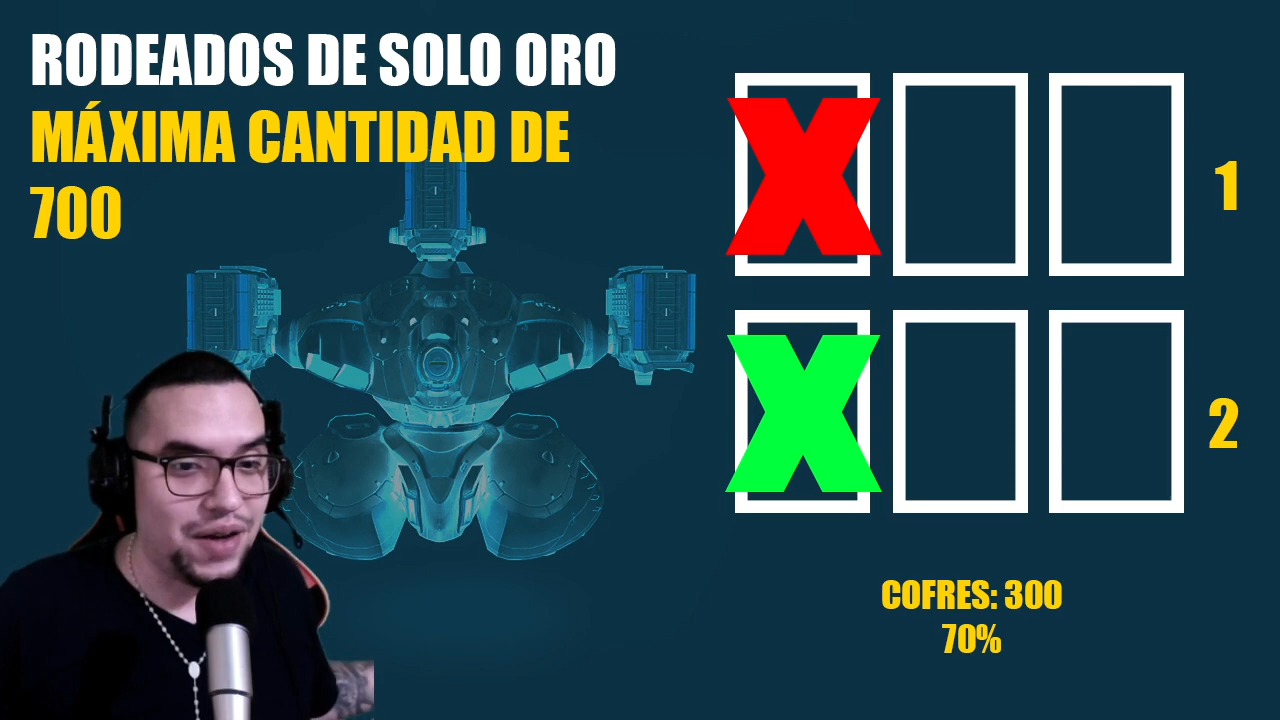 RODEADOS DE SOLO ORO
MÁXIMA CANTIDAD DE
700
X
1
X
2
COFRES: 300
70%